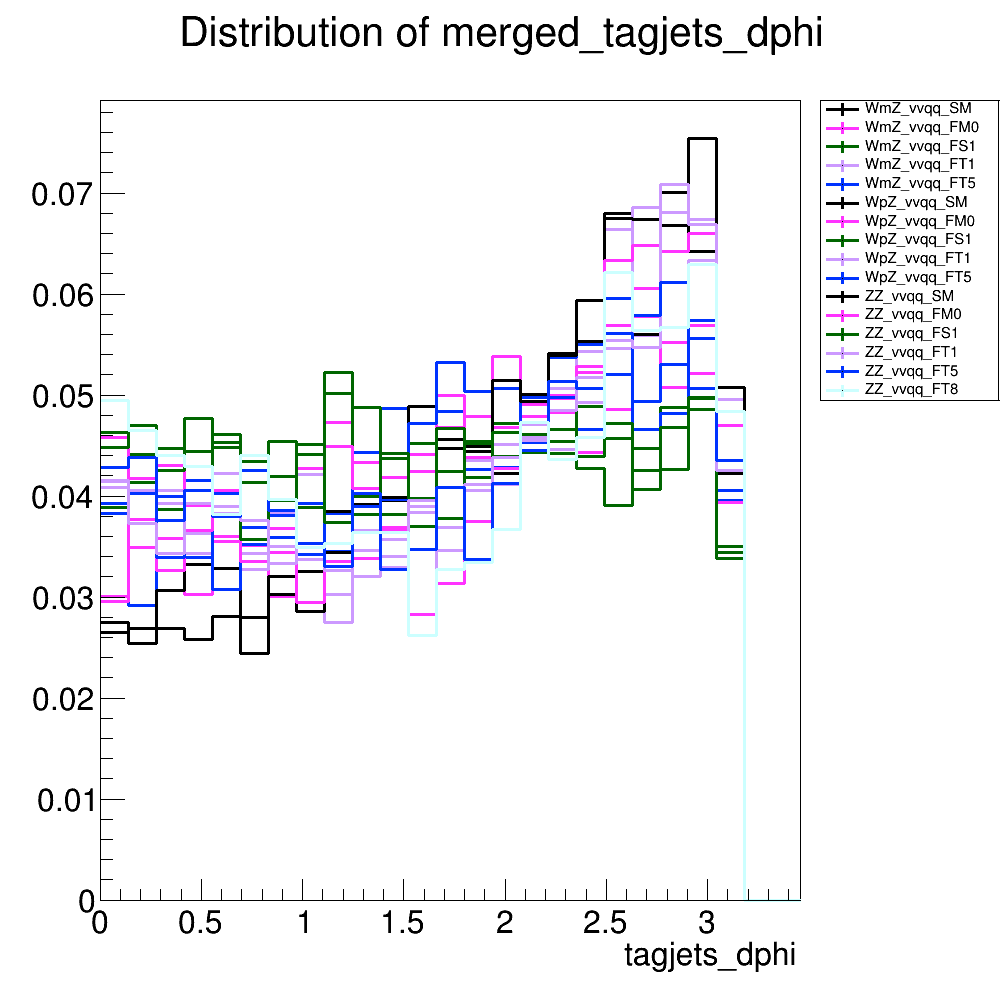 Distribution of merged_tagjets_dphi
WmZ_vvqq_SM
WmZ_vvqq_FM0
WmZ_vvqq_FS1
WmZ_vvqq_FT1
WmZ_vvqq_FT5
WpZ_vvqq_SM
WpZ_vvqq_FM0
WpZ_vvqq_FS1
WpZ_vvqq_FT1
WpZ_vvqq_FT5
ZZ_vvqq_SM
ZZ_vvqq_FM0
ZZ_vvqq_FS1
ZZ_vvqq_FT1
ZZ_vvqq_FT5
ZZ_vvqq_FT8
0.07
0.06
0.05
0.04
0.03
0.02
0.01
0
0 0.5 1 1.5 2 2.5 3
tagjets_dphi